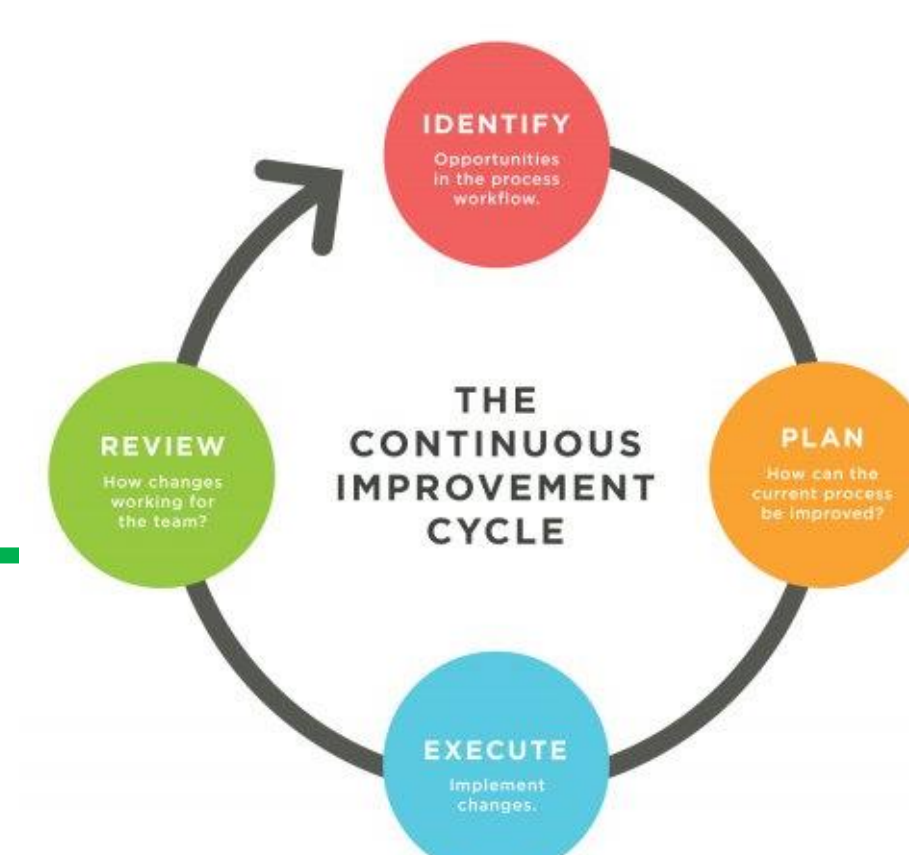 IDENTIFY
Opportunities
in the process
workflow.
THE
CONTINUOUS
IMPROVEMENT
CYCLE
PLAN
How can the
current process
be improved?
EXECUTE
Implement
changes.
REVIEW
How changes
working for
the team?